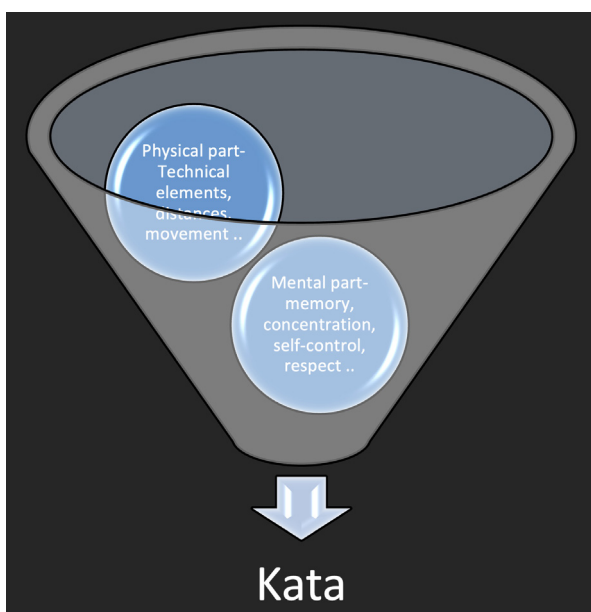 Physical part-
Technical
elements,
distances,
movement ..
Mental part-
memory,
concentration,
self-control,
respect ..
Kata